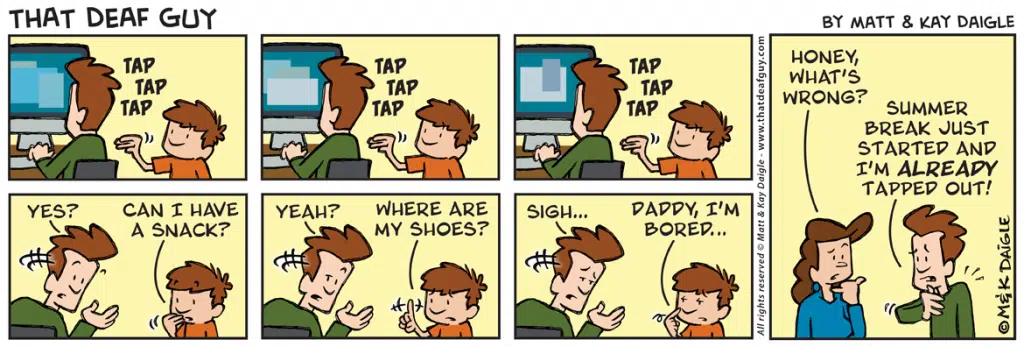 THAT DEAF GUY
BY MATT & KAY DAIGLE
TAP
TAP
TAP
YES?
CAN I HAVE
A SNACK?
TAP
TAP
TAP
YEAH?
WHERE ARE
MY SHOES?
TAP
TAP
TAP
SIGH...
DADDY, I'M
BORED...
All rights reserved © Matt & Kay Daigle - www.thatdeafguy.com
HONEY,
WHAT'S
WRONG?
SUMMER
BREAK JUST
STARTED AND
I'M ALREADY
TAPPED OUT!
©M&K DAIGLE